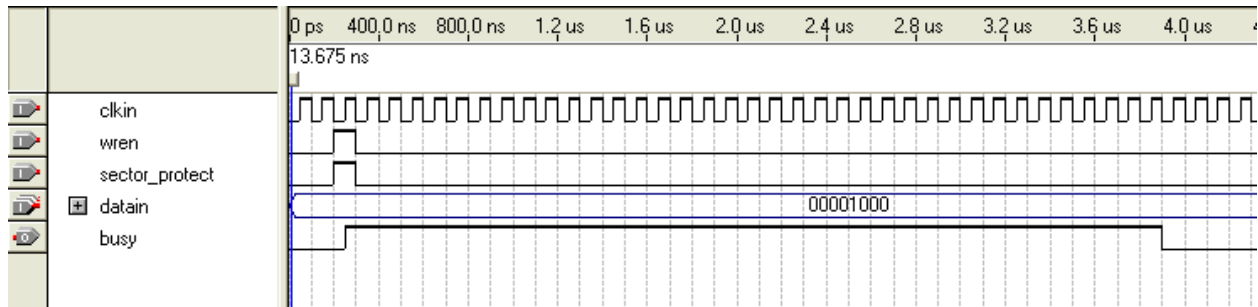 0 ps 400.0 ns 800.0 ns 1.2 us 1.6 us 2.0 us 2.4 us 2.8 us 3.2 us 3.6 us 4.0 us
13.675 ns
clkin
wren
sector_protect
datain 00001000
busy